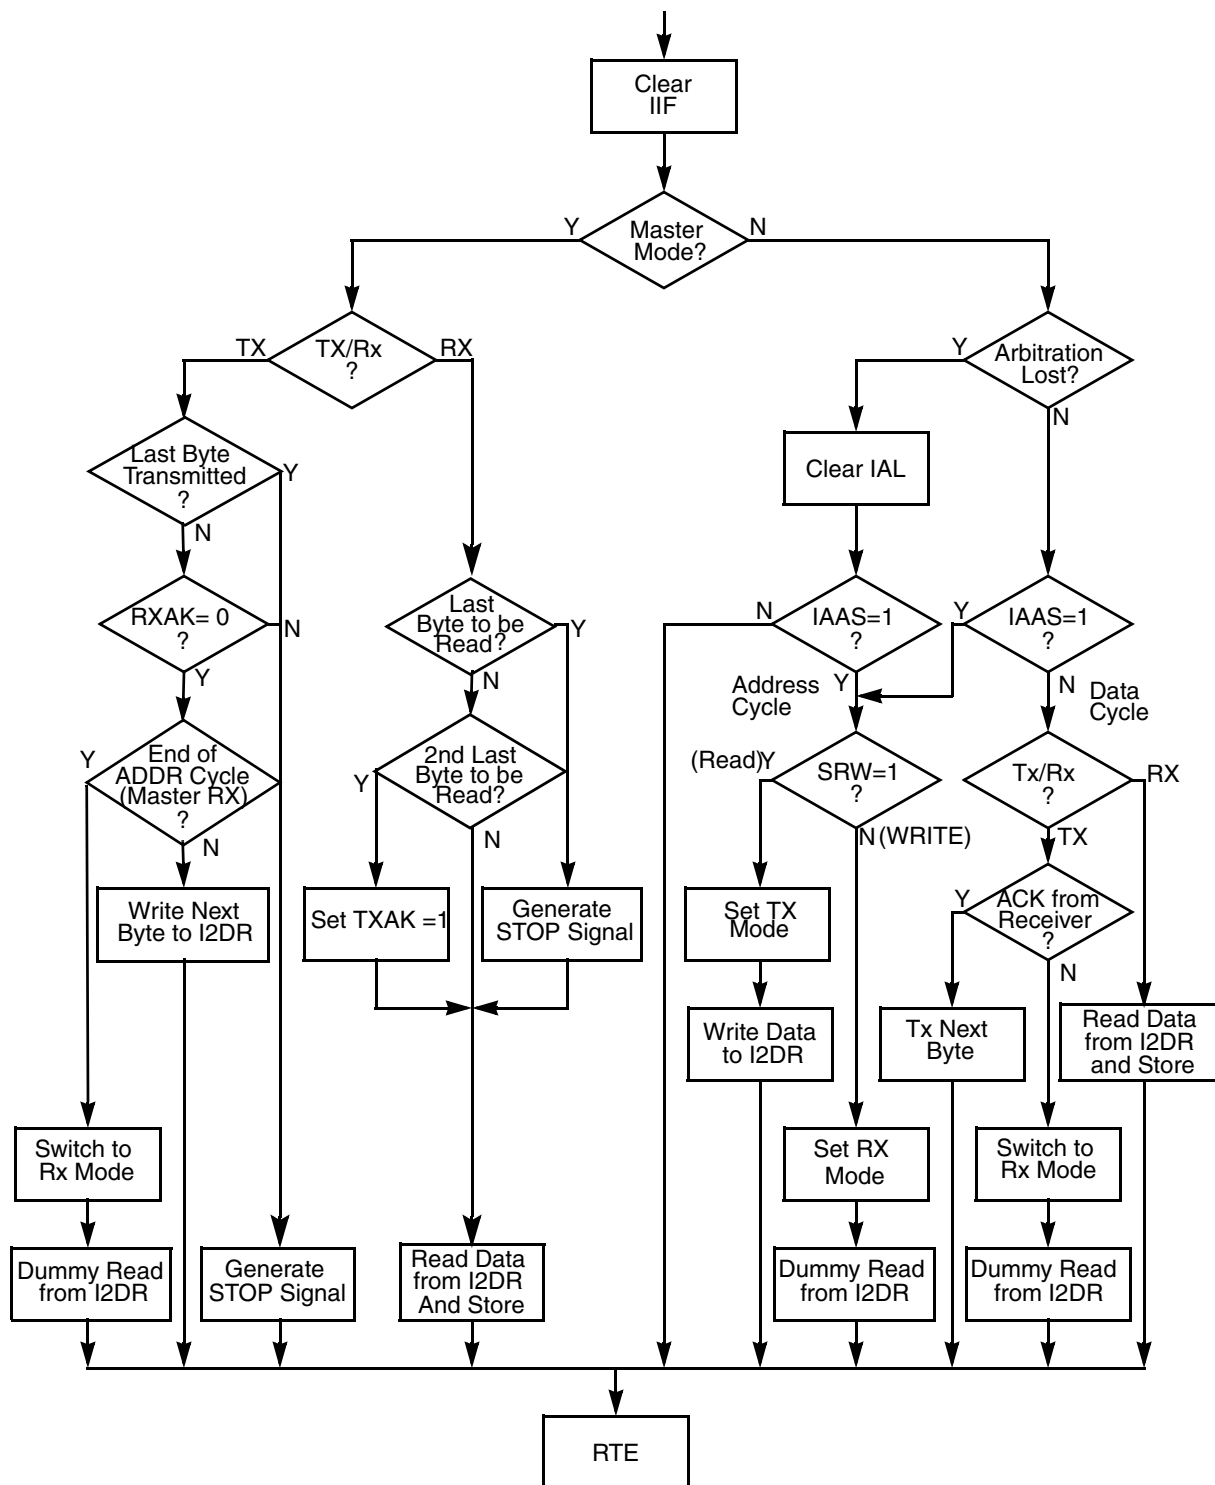 Clear
IIF
Y
Master
Mode?
N
TX
TX/Rx
?
RX
Y
Arbitration
Lost?
N
Last Byte
Transmitted
?
Y
N
Clear IAL
RXAK= 0
?
N
Y
Last
Byte to be
Read?
Y
N
N
IAAS=1
?
Y
Address
Cycle
Y
IAAS=1
?
N
Data
Cycle
Y
End of
ADDR Cycle
(Master RX)
?
N
Y
2nd Last
Byte to be
Read?
N
(Read)Y
SRW=1
?
N(WRITE)
Tx/Rx
?
RX
TX
Write Next
Byte to I2DR
Set TXAK =1
Generate
STOP Signal
Set TX
Mode
Y
ACK from
Receiver
?
N
Write Data
to I2DR
Tx Next
Byte
Read Data
from I2DR
and Store
Switch to
Rx Mode
Set RX
Mode
Switch to
Rx Mode
Dummy Read
from I2DR
Generate
STOP Signal
Read Data
from I2DR
And Store
Dummy Read
from I2DR
Dummy Read
from I2DR
RTE